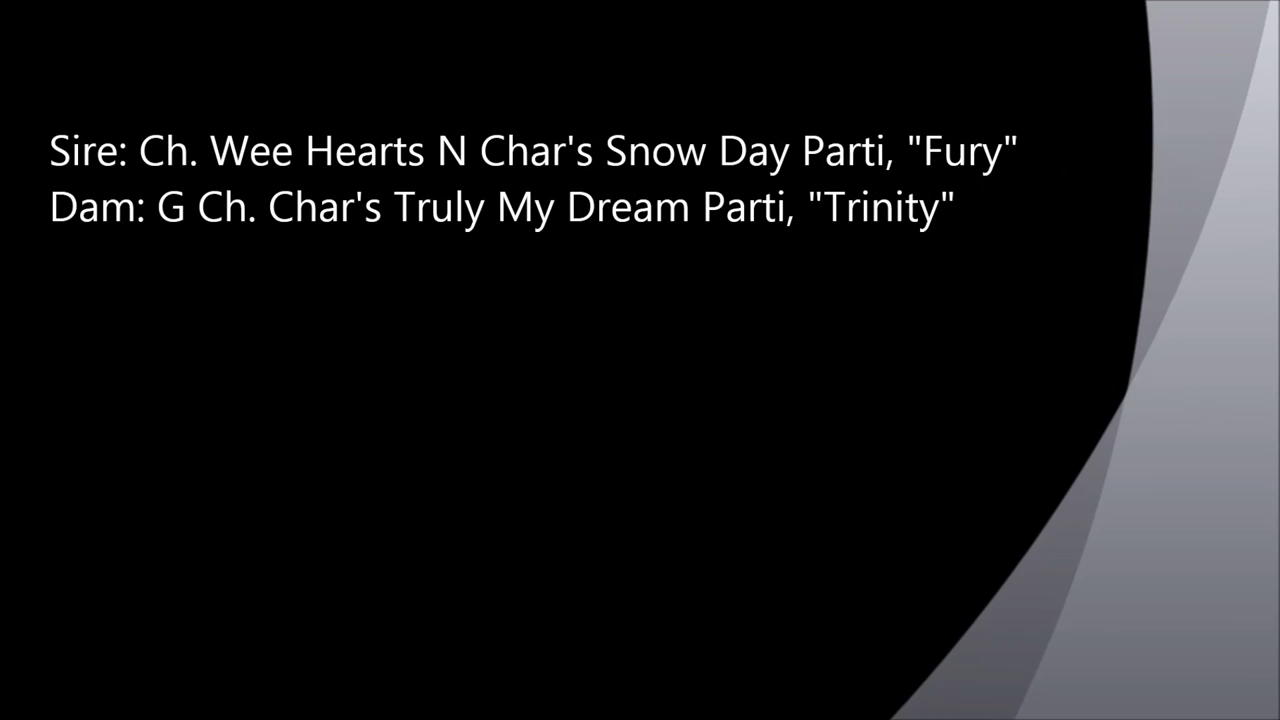 Sire: Ch. Wee Hearts N Char's Snow Day Parti, "Fury"
Dam: G Ch. Char's Truly My Dream Parti, "Trinity"